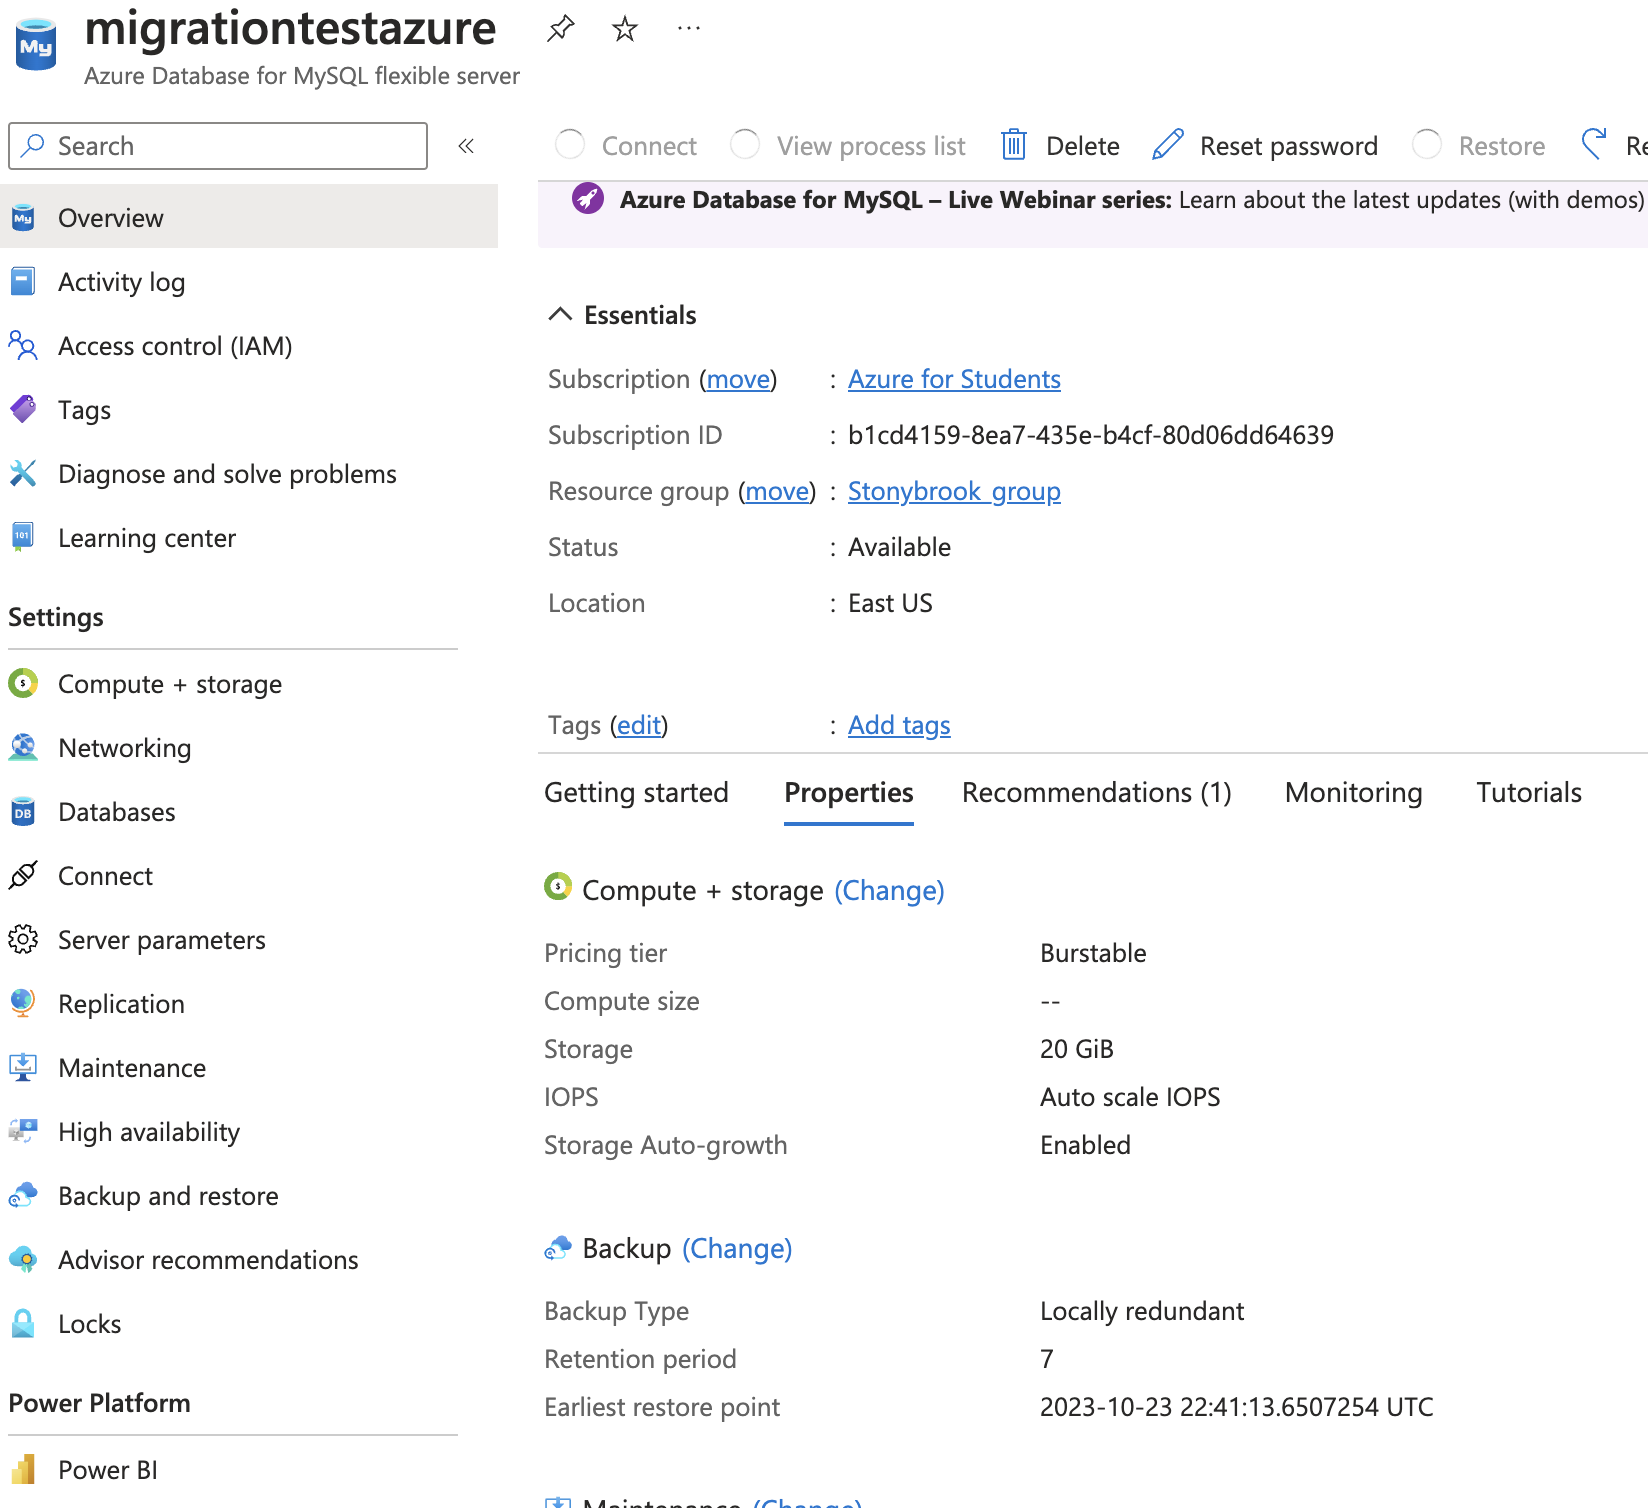 migrationtestazure
Azure Database for MySQL flexible server
Search
Connect
View process list
Delete
Reset password
Restore
Azure Database for MySQL – Live Webinar series: Learn about the latest updates (with demos)
Overview
Activity log
Access control (IAM)
Tags
Diagnose and solve problems
Learning center
Settings
Compute + storage
Networking
Databases
Connect
Server parameters
Replication
Maintenance
High availability
Backup and restore
Advisor recommendations
Locks
Power Platform
Power BI
Essentials
Subscription (move) : Azure for Students
Subscription ID : b1cd4159-8ea7-435e-b4cf-80d06dd64639
Resource group (move) : Stonybrook_group
Status : Available
Location : East US
Tags (edit) : Add tags
Getting started
Properties
Recommendations (1)
Monitoring
Tutorials
Compute + storage (Change)
Pricing tier Burstable
Compute size --
Storage 20 GiB
IOPS Auto scale IOPS
Storage Auto-growth Enabled
Backup (Change)
Backup Type Locally redundant
Retention period 7
Earliest restore point 2023-10-23 22:41:13.6507254 UTC
Maintenance (Change)